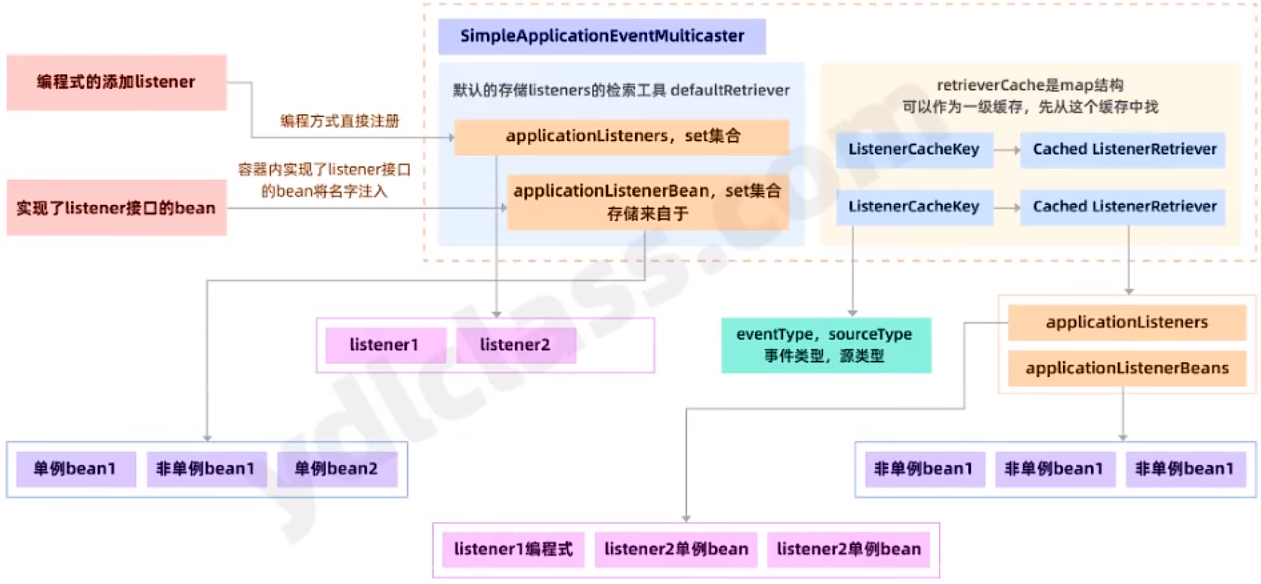 SimpleApplicationEventMulticaster
编程式的添加listener
默认的存储listeners的检索工具 defaultRetriever
retrieverCache是map结构
可以作为一级缓存，先从这个缓存中找
编程方式直接注册
applicationListeners，set集合
ListenerCacheKey
Cached ListenerRetriever
容器内实现了listener接口
的bean将名字注入
实现了listener接口的bean
applicationListenerBean，set集合
存储来自于
ListenerCacheKey
Cached ListenerRetriever
listener1
listener2
eventType，sourceType
事件类型，源类型
applicationListeners
applicationListenerBeans
单例bean1
非单例bean1
单例bean2
非单例bean1
非单例bean1
非单例bean1
listener1编程式
listener2单例bean
listener2单例bean
ydlclass.com